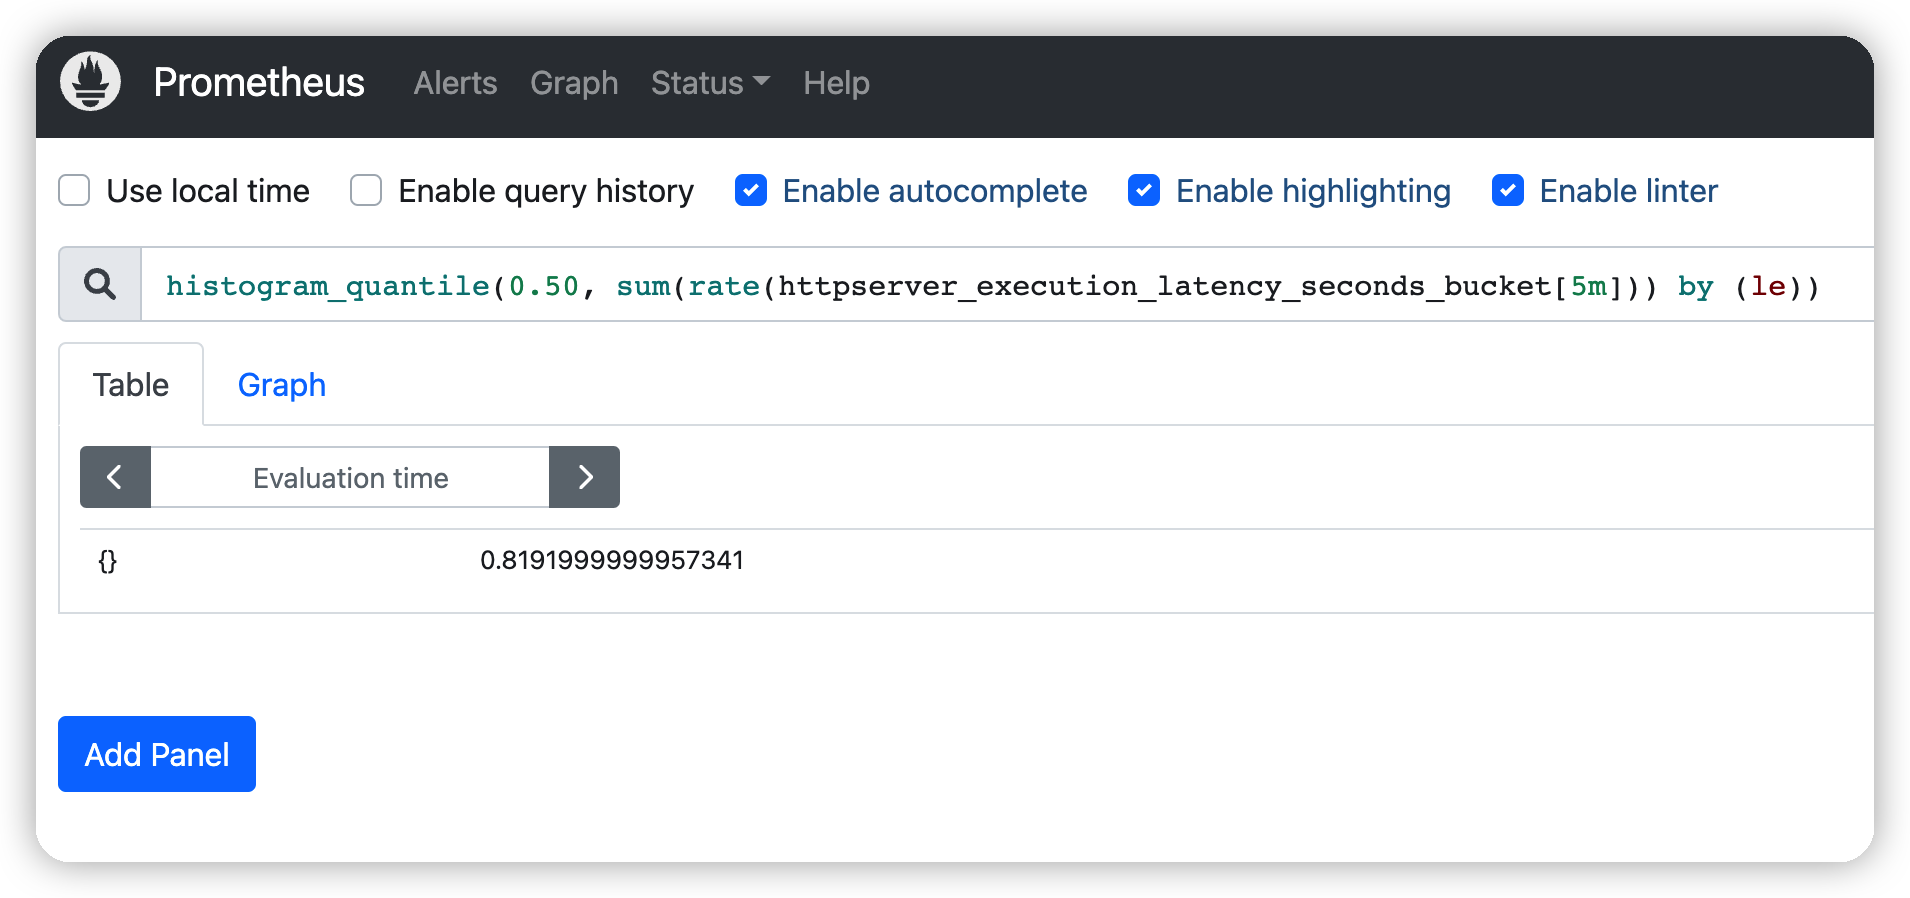 Prometheus Alerts Graph Status Help
Use local time Enable query history Enable autocomplete Enable highlighting Enable linter
histogram_quantile(0.50, sum(rate(httpserver_execution_latency_seconds_bucket[5m])) by (le))
Table Graph
Evaluation time
{} 0.8191999999957341
Add Panel